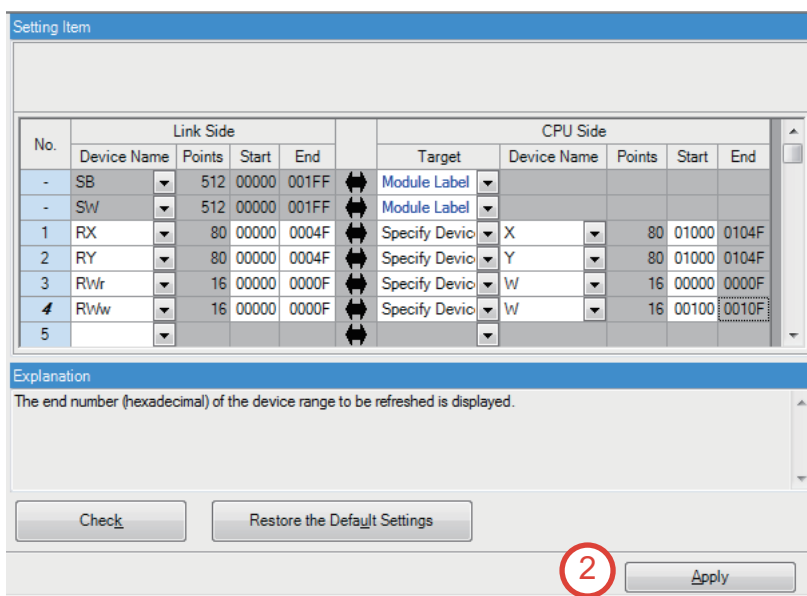 Setting Item
No. Link Side CPU Side
Device Name Points Start End Target Device Name Points Start End
- SB 512 00000 001FF Module Label
- SW 512 00000 001FF Module Label
1 RX 80 00000 0004F Specify Devic X 80 01000 0104F
2 RY 80 00000 0004F Specify Devic Y 80 01000 0104F
3 RWr 16 00000 0000F Specify Devic W 16 00000 0000F
4 RWw 16 00000 0000F Specify Devic W 16 00100 0010F
5
Explanation
The end number (hexadecimal) of the device range to be refreshed is displayed.
Check Restore the Default Settings
2 Apply